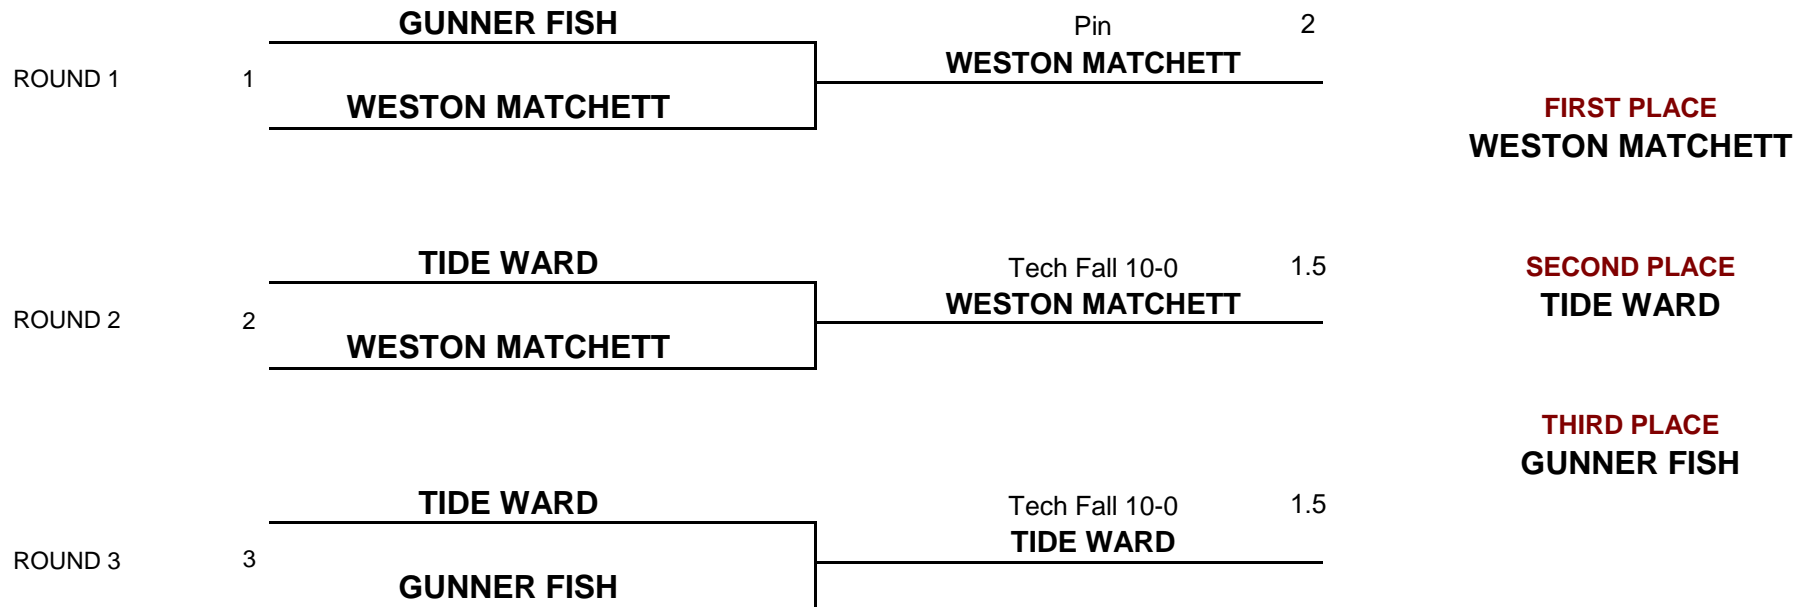 GUNNER FISH
Pin 2
WESTON MATCHETT
ROUND 1 1
WESTON MATCHETT
FIRST PLACE
WESTON MATCHETT
TIDE WARD
Tech Fall 10-0 1.5
WESTON MATCHETT
SECOND PLACE
TIDE WARD
ROUND 2 2
WESTON MATCHETT
THIRD PLACE
GUNNER FISH
TIDE WARD
Tech Fall 10-0 1.5
TIDE WARD
ROUND 3 3
GUNNER FISH